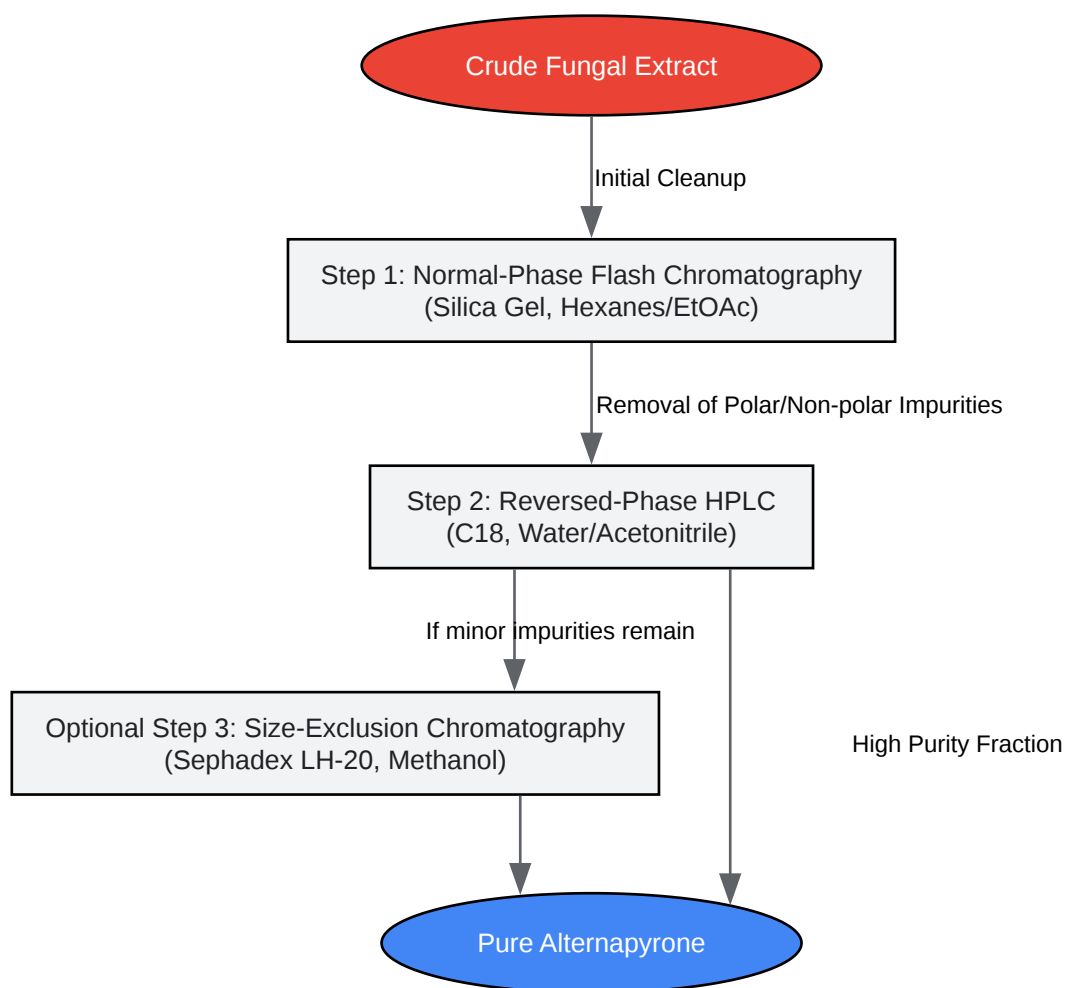 Crude Fungal Extract
Initial Cleanup
Step 1: Normal-Phase Flash Chromatography
(Silica Gel, Hexanes/EtOAc)
Removal of Polar/Non-polar Impurities
Step 2: Reversed-Phase HPLC
(C18, Water/Acetonitrile)
If minor impurities remain
Optional Step 3: Size-Exclusion Chromatography
(Sephadex LH-20, Methanol)
High Purity Fraction
Pure Alternapyrone